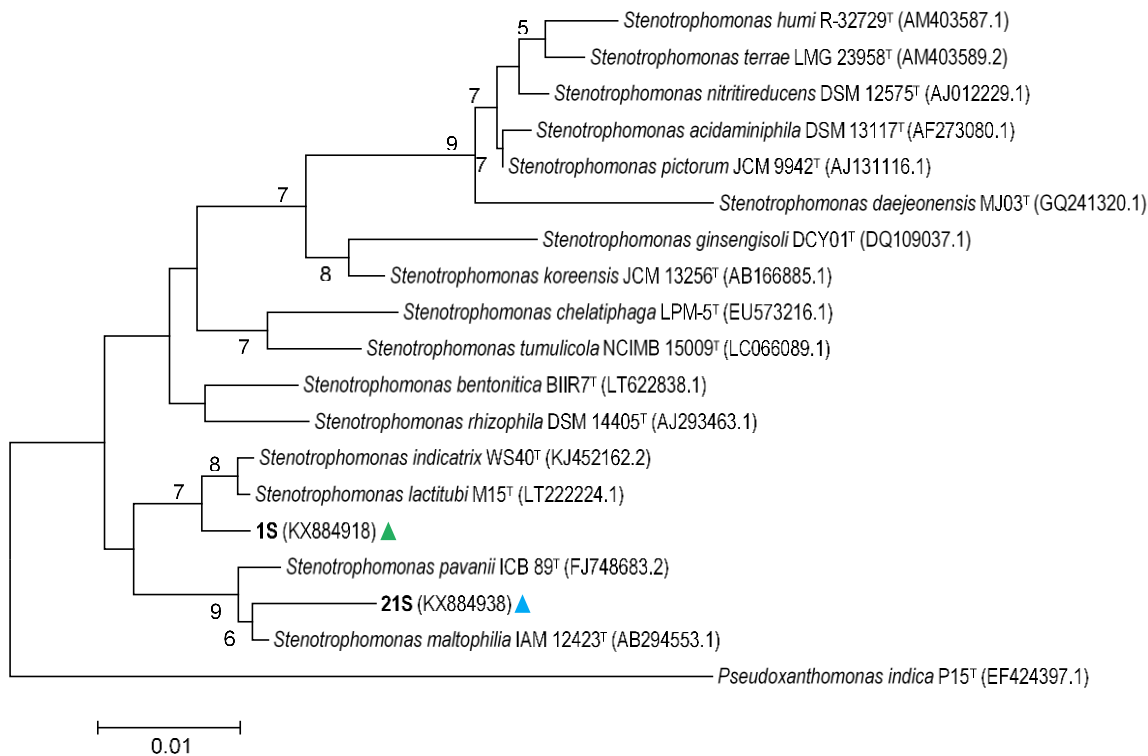 Stenotrophomonas humi R-32729ᵀ (AM403587.1)
5
Stenotrophomonas terrae LMG 23958ᵀ (AM403589.2)
Stenotrophomonas nitritireducens DSM 12575ᵀ (AJ012229.1)
7
Stenotrophomonas acidaminiphila DSM 13117ᵀ (AF273080.1)
9
7
Stenotrophomonas pictorum JCM 9942ᵀ (AJ131116.1)
7
Stenotrophomonas daejeonensis MJ03ᵀ (GQ241320.1)
Stenotrophomonas ginsengisoli DCY01ᵀ (DQ109037.1)
8
Stenotrophomonas koreensis JCM 13256ᵀ (AB166885.1)
Stenotrophomonas chelatiphaga LPM-5ᵀ (EU573216.1)
7
Stenotrophomonas tumulicola NCIMB 15009ᵀ (LC066089.1)
Stenotrophomonas bentonitica BIIR7ᵀ (LT622838.1)
Stenotrophomonas rhizophila DSM 14405ᵀ (AJ293463.1)
8
Stenotrophomonas indicatrix WS40ᵀ (KJ452162.2)
7
Stenotrophomonas lactitubi M15ᵀ (LT222224.1)
1S (KX884918)
Stenotrophomonas pavanii ICB 89ᵀ (FJ748683.2)
9
21S (KX884938)
6
Stenotrophomonas maltophilia IAM 12423ᵀ (AB294553.1)
Pseudoxanthomonas indica P15ᵀ (EF424397.1)
0.01